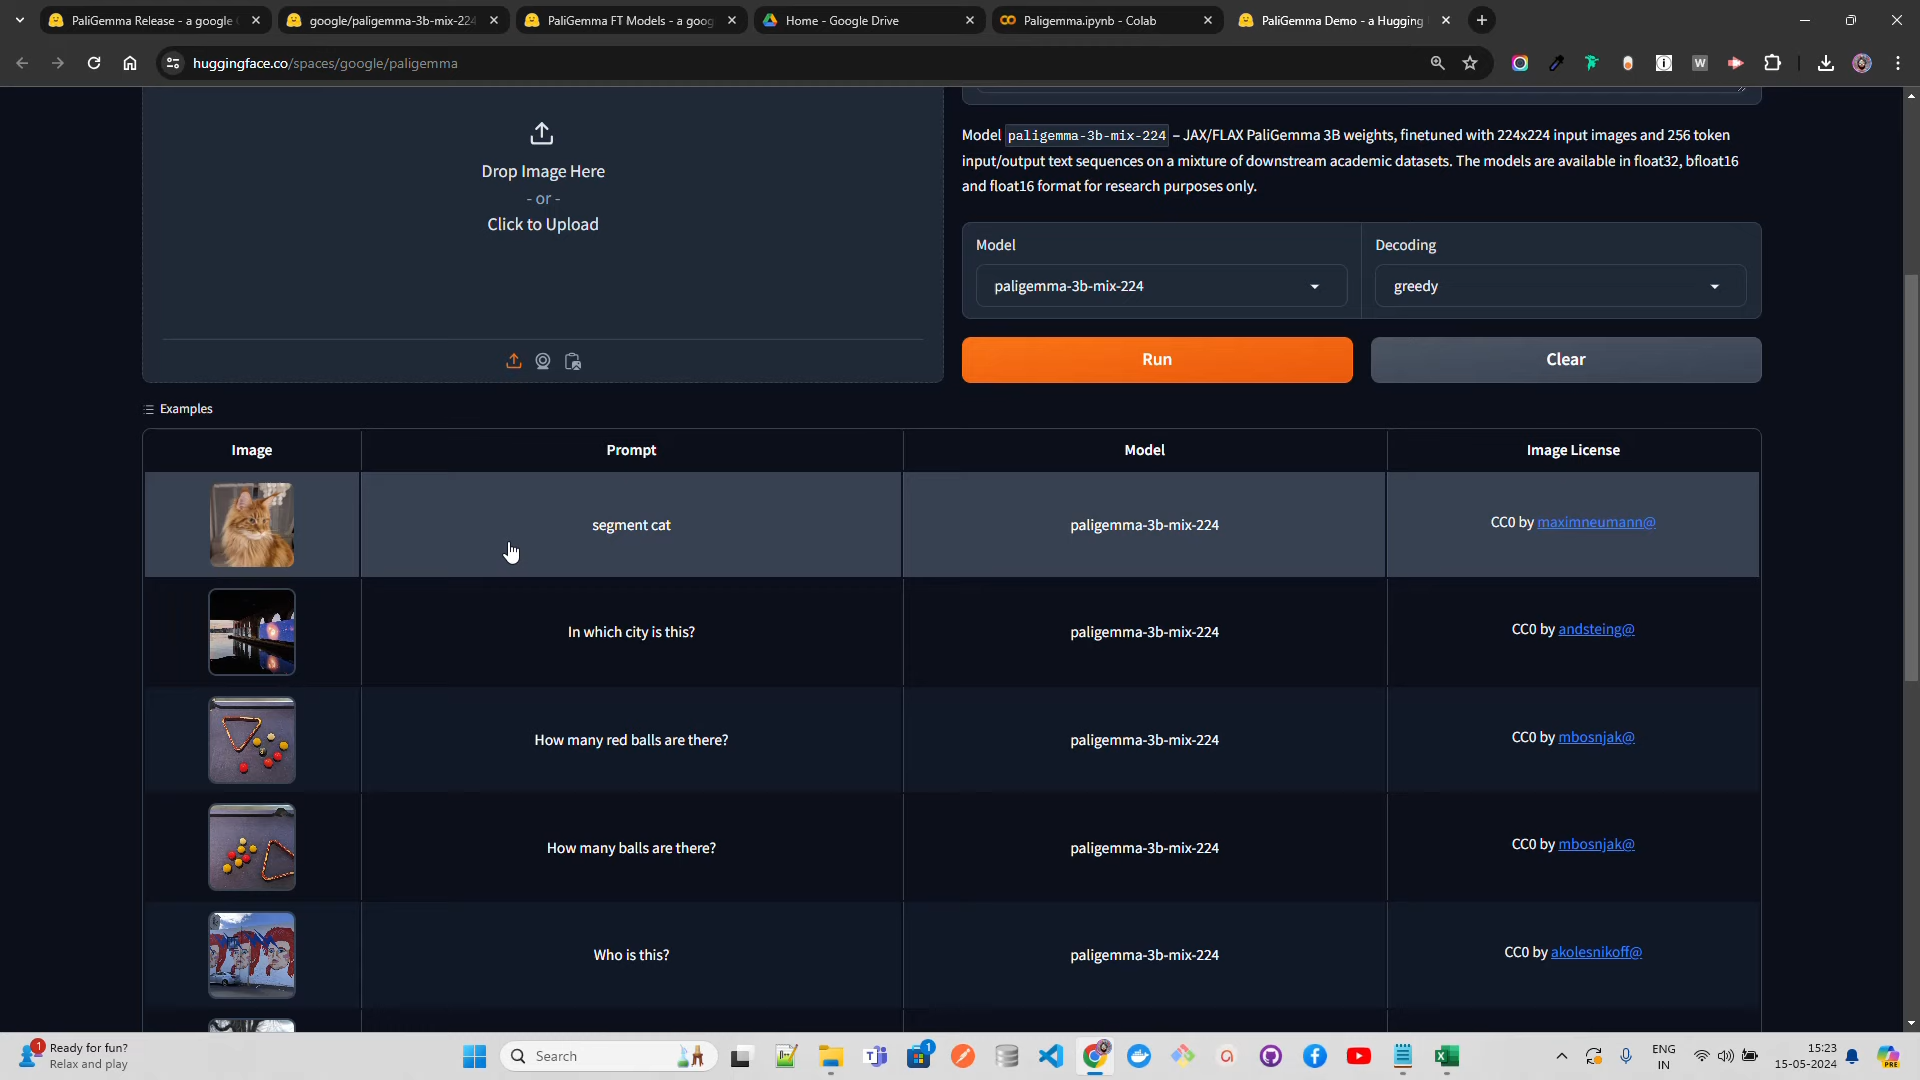 PaliGemma Release - a google
google/paligemma-3b-mix-224
PaliGemma FT Models - a goog
Home - Google Drive
Paligemma.ipynb - Colab
PaliGemma Demo - a Hugging
huggingface.co/spaces/google/paligemma
Drop Image Here
- or -
Click to Upload
Model paligemma-3b-mix-224 – JAX/FLAX PaliGemma 3B weights, finetuned with 224x224 input images and 256 token
input/output text sequences on a mixture of downstream academic datasets. The models are available in float32, bfloat16
and float16 format for research purposes only.
Model
Decoding
paligemma-3b-mix-224
greedy
Run
Clear
Examples
Image Prompt Model Image License
segment cat paligemma-3b-mix-224 CC0 by maximneumann@
In which city is this? paligemma-3b-mix-224 CC0 by andsteing@
How many red balls are there? paligemma-3b-mix-224 CC0 by mbosnjak@
How many balls are there? paligemma-3b-mix-224 CC0 by mbosnjak@
Who is this? paligemma-3b-mix-224 CC0 by akolesnikoff@
1
Ready for fun?
Relax and play
Search
1
ENG
IN
15:23
15-05-2024
PRE